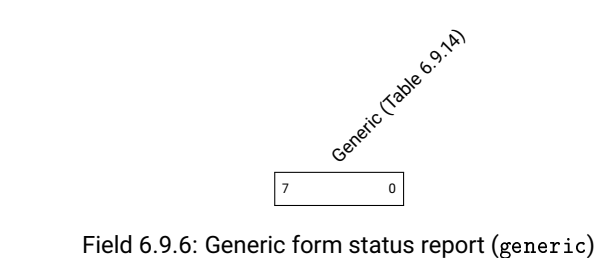 Generic (Table 6.9.14)
7 0
Field 6.9.6: Generic form status report (generic)